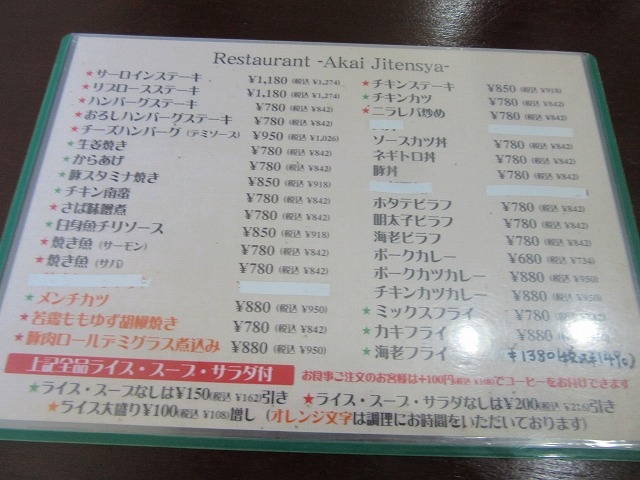 Restaurant -Akai Jitensya-
★サーロインステーキ ¥1,180 (税込 ¥1,274)
★リブロースステーキ ¥1,180 (税込 ¥1,274)
★ハンバーグステーキ ¥780 (税込 ¥842)
★おろしハンバーグステーキ ¥780 (税込 ¥842)
★チーズハンバーグ (デミソース) ¥950 (税込 ¥1,026)
★生姜焼き ¥780 (税込 ¥842)
★からあげ ¥780 (税込 ¥842)
★豚スタミナ焼き ¥850 (税込 ¥918)
★チキン南蛮 ¥780 (税込 ¥842)
★さば味噌煮 ¥780 (税込 ¥842)
★白身魚チリソース ¥850 (税込 ¥918)
★焼き魚 (サーモン) ¥780 (税込 ¥842)
★焼き魚 (サバ) ¥780 (税込 ¥842)
★メンチカツ ¥880 (税込 ¥950)
★若鶏ももゆず胡椒焼き ¥780 (税込 ¥842)
★豚肉ロールデミグラス煮込み ¥880 (税込 ¥950)
★チキンステーキ ¥850 (税込 ¥918)
★チキンカツ ¥780 (税込 ¥842)
★ニラレバ炒め ¥780 (税込 ¥842)
ソースカツ丼 ¥780 (税込 ¥842)
ネギトロ丼 ¥780 (税込 ¥842)
豚丼 ¥780 (税込 ¥842)
ホタテピラフ ¥780 (税込 ¥842)
明太子ピラフ ¥780 (税込 ¥842)
海老ピラフ ¥780 (税込 ¥842)
ポークカレー ¥680 (税込 ¥734)
ポークカツカレー ¥880 (税込 ¥950)
チキンカツカレー ¥880 (税込 ¥950)
★ミックスフライ ¥780 (税込 ¥842)
★カキフライ ¥880 (税込 ¥950)
★海老フライ ¥1380(税込¥1490)
上記全品ライス・スープ・サラダ付
お食事ご注文のお客様は+100円(税込 ¥108)でコーヒーをお付けできます
★ライス・スープなしは¥150(税込 ¥162)引き ★ライス・スープ・サラダなしは¥200(税込 ¥216)引き
★ライス大盛り¥100(税込 ¥108)増し (オレンジ文字は調理にお時間をいただいております)